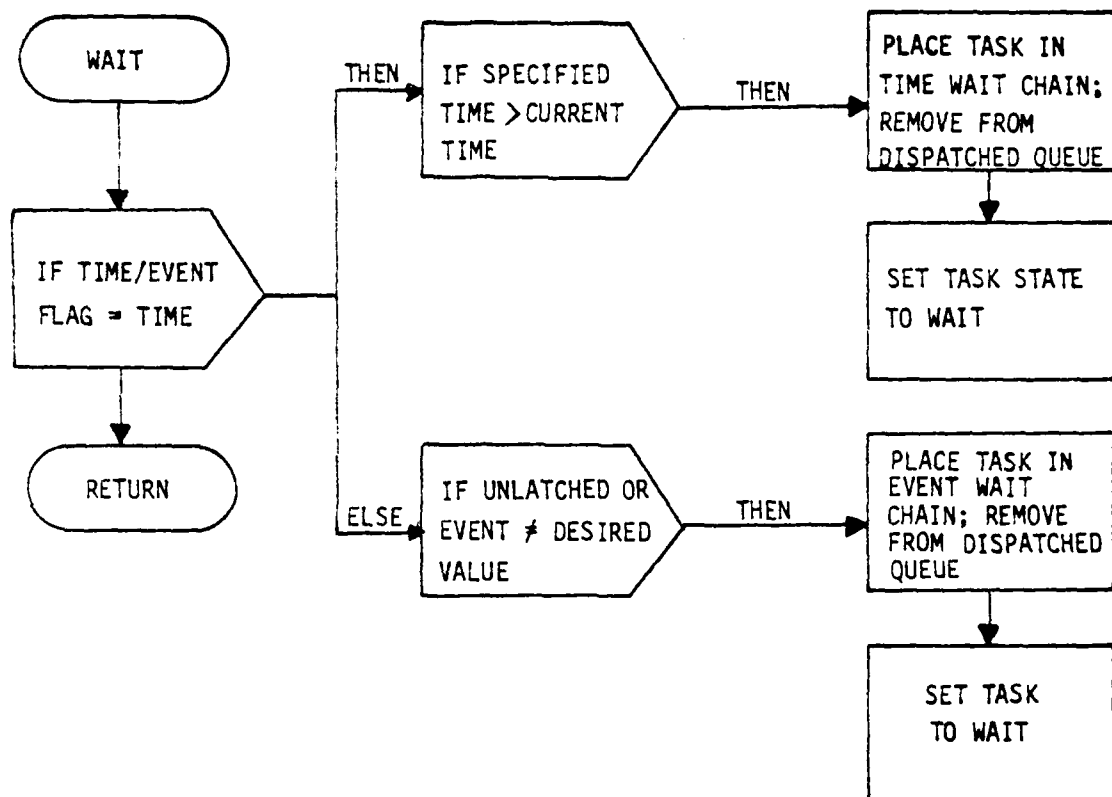 WAIT
IF TIME/EVENT
FLAG = TIME
RETURN
THEN
IF SPECIFIED
TIME >CURRENT
TIME
THEN
PLACE TASK IN
TIME WAIT CHAIN;
REMOVE FROM
DISPATCHED QUEUE
SET TASK STATE
TO WAIT
ELSE
IF UNLATCHED OR
EVENT ≠ DESIRED
VALUE
THEN
PLACE TASK IN
EVENT WAIT
CHAIN; REMOVE
FROM DISPATCHED
QUEUE
SET TASK
TO WAIT